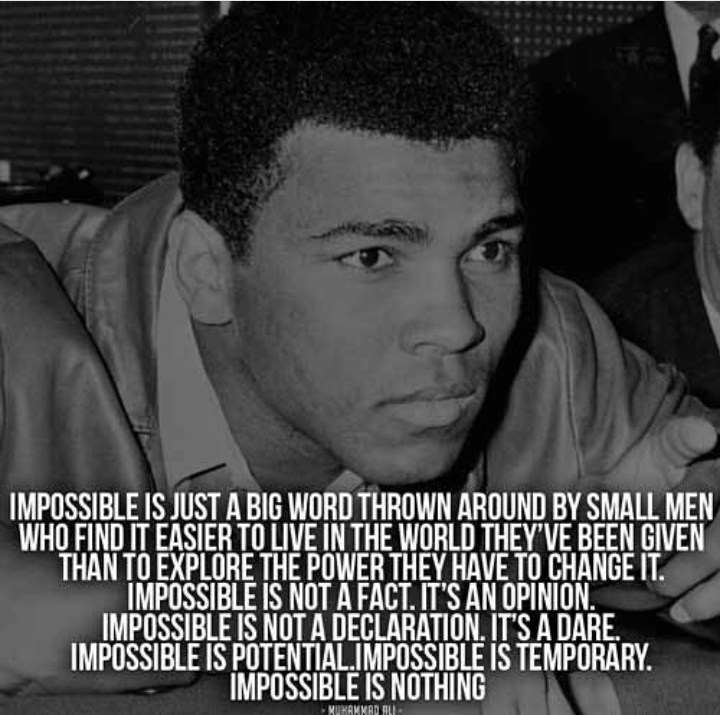 IMPOSSIBLE IS JUST A BIG WORD THROWN AROUND BY SMALL MEN
WHO FIND IT EASIER TO LIVE IN THE WORLD THEY'VE BEEN GIVEN
THAN TO EXPLORE THE POWER THEY HAVE TO CHANGE IT.
IMPOSSIBLE IS NOT A FACT. IT'S AN OPINION.
IMPOSSIBLE IS NOT A DECLARATION. IT'S A DARE.
IMPOSSIBLE IS POTENTIAL.IMPOSSIBLE IS TEMPORARY.
IMPOSSIBLE IS NOTHING
- MUHAMMAD ALI -